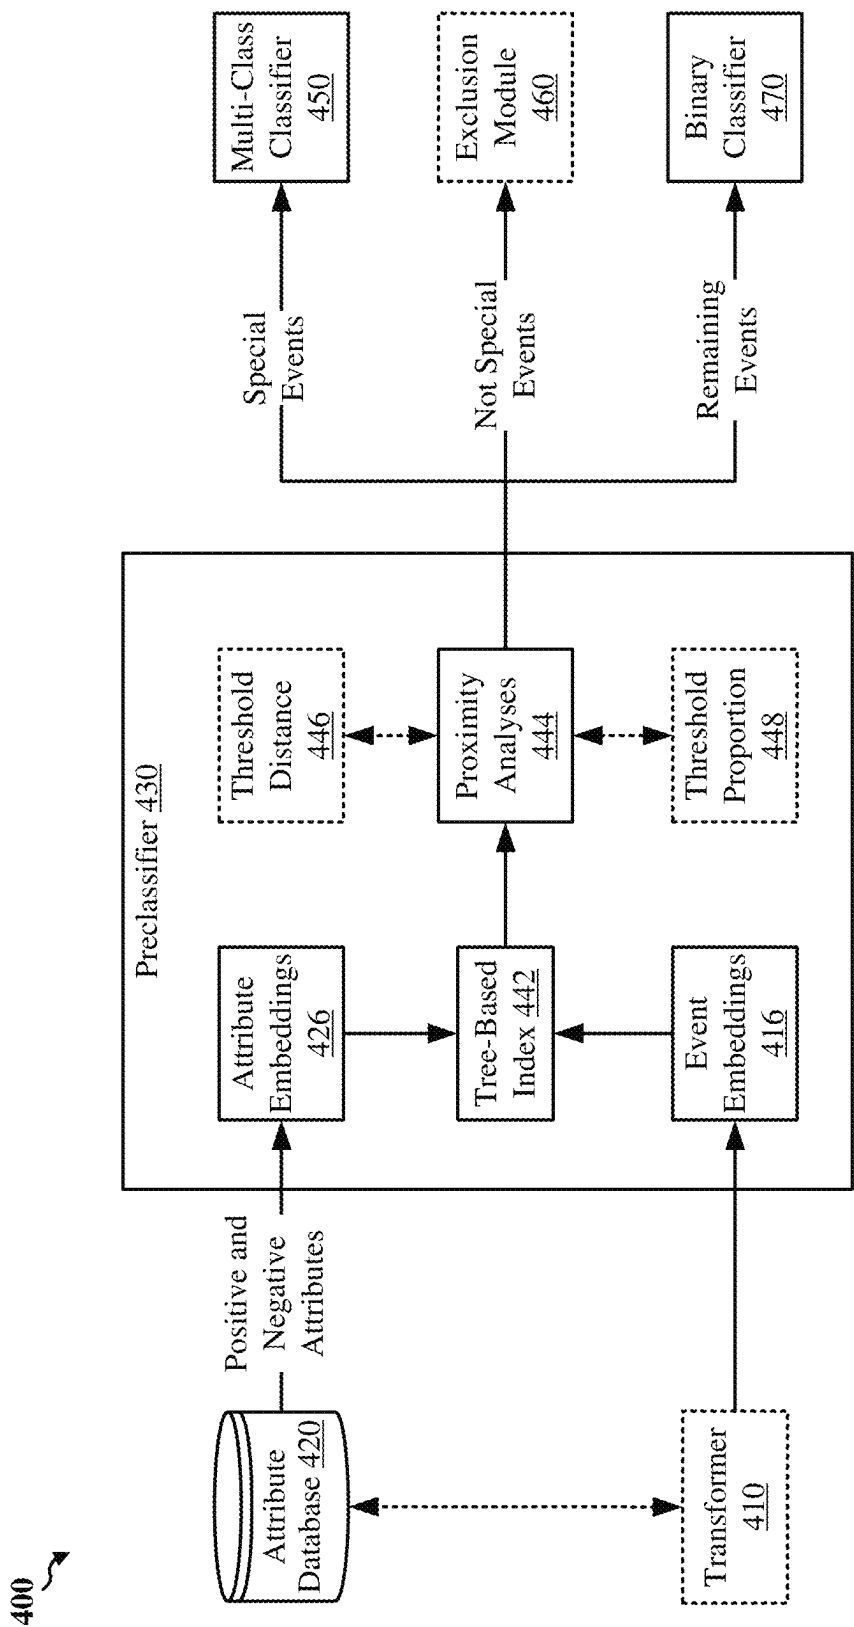 400
Attribute
Database 420
Transformer
410
Positive and
Negative
Attributes
Preclassifier 430
Attribute
Embeddings
426
Tree-Based
Index 442
Event
Embeddings
416
Threshold
Distance
446
Proximity
Analyses
444
Threshold
Proportion
448
Special
Events
Not Special
Events
Remaining
Events
Multi-Class
Classifier
450
Exclusion
Module
460
Binary
Classifier
470